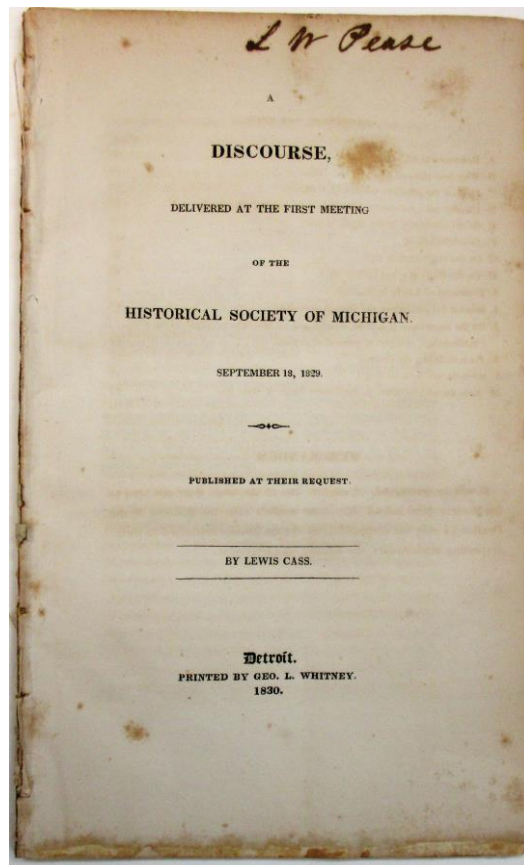 L W Pease
A
DISCOURSE,
DELIVERED AT THE FIRST MEETING
OF THE
HISTORICAL SOCIETY OF MICHIGAN.
SEPTEMBER 18, 1829.
PUBLISHED AT THEIR REQUEST.
BY LEWIS CASS.
Detroit.
PRINTED BY GEO. L. WHITNEY.
1830.